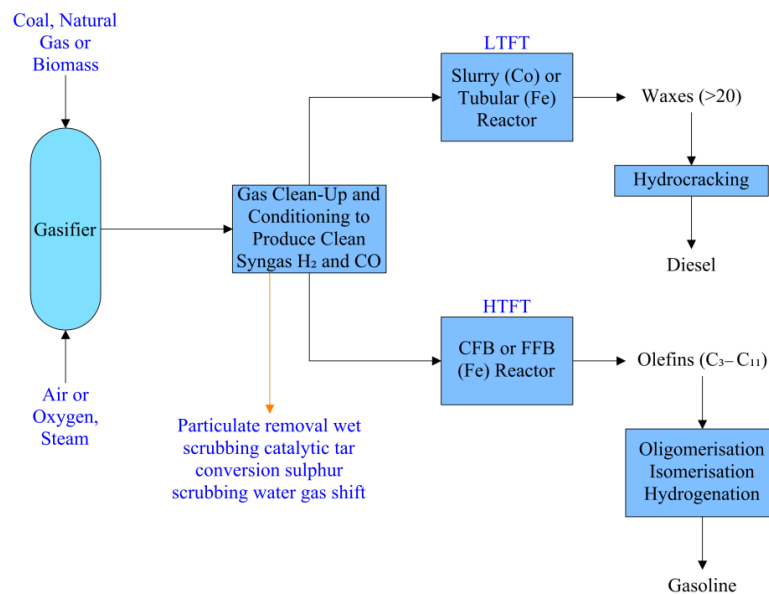 Coal, Natural
Gas or
Biomass
Gasifier
Air or
Oxygen,
Steam
Gas Clean-Up and
Conditioning to
Produce Clean
Syngas H₂ and CO
Particulate removal wet
scrubbing catalytic tar
conversion sulphur
scrubbing water gas shift
LTFT
Slurry (Co) or
Tubular (Fe)
Reactor
Waxes (>20)
Hydrocracking
Diesel
HTFT
CFB or FFB
(Fe) Reactor
Olefins (C₃–C₁₁)
Oligomerisation
Isomerisation
Hydrogenation
Gasoline